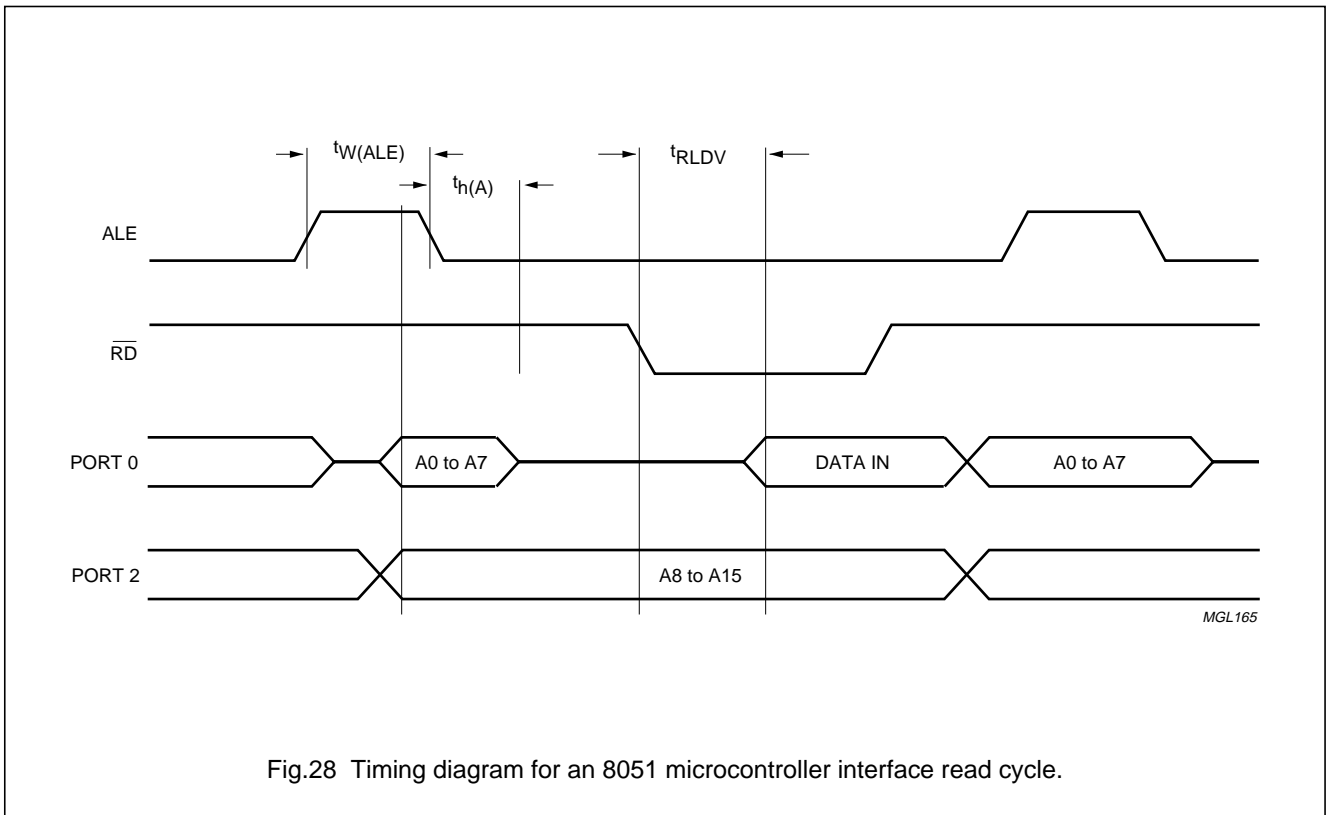 tW(ALE)
tRLDV
th(A)
ALE
RD
PORT 0
A0 to A7
DATA IN
A0 to A7
PORT 2
A8 to A15
MGL165
Fig.28 Timing diagram for an 8051 microcontroller interface read cycle.